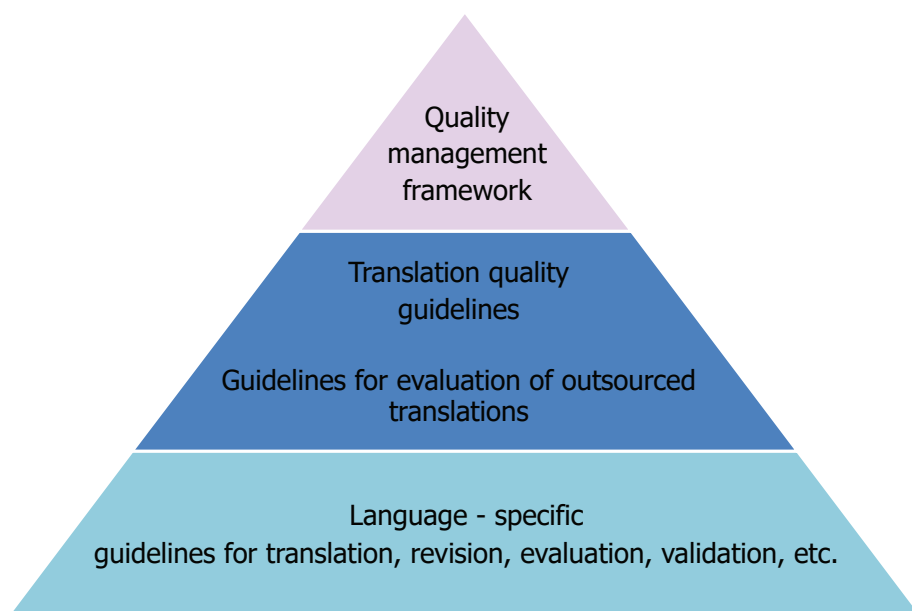 Quality
management
framework
Translation quality
guidelines
Guidelines for evaluation of outsourced
translations
Language - specific
guidelines for translation, revision, evaluation, validation, etc.